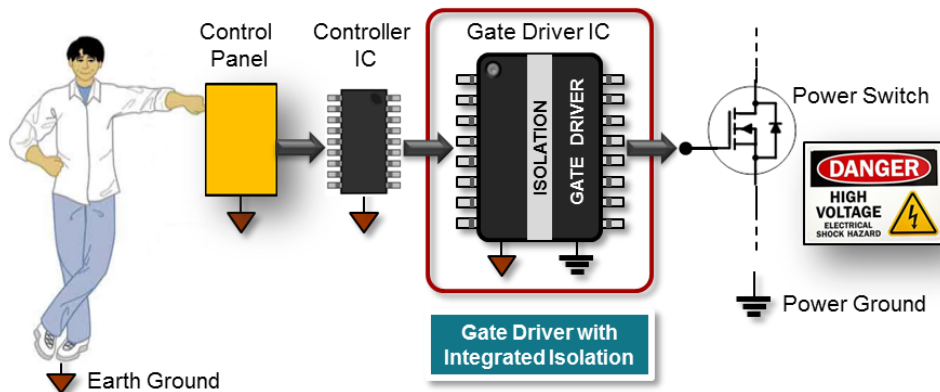 Control
Panel
Controller
IC
Gate Driver IC
ISOLATION
GATE DRIVER
Power Switch
DANGER
HIGH
VOLTAGE
ELECTRICAL
SHOCK HAZARD
Power Ground
Gate Driver with
Integrated Isolation
Earth Ground